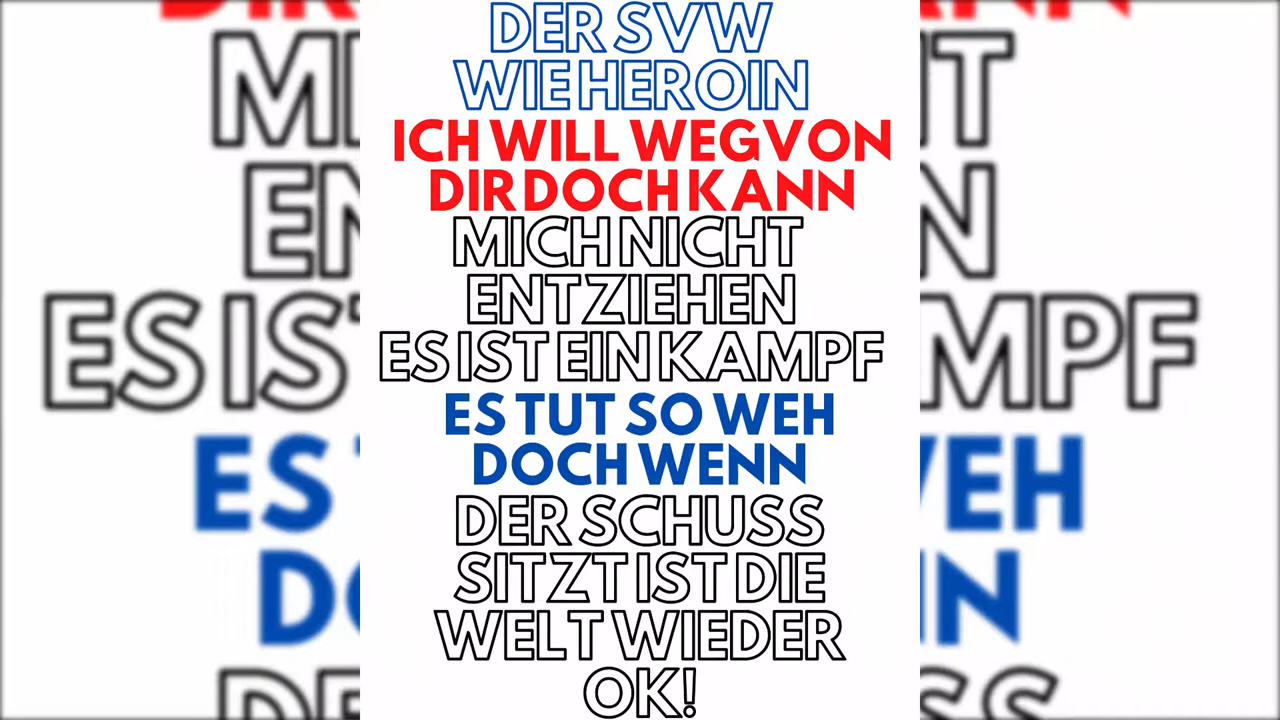 DER SVW
WIE HEROIN
ICH WILL WEG VON
DIR DOCH KANN
MICH NICHT
ENTZIEHEN
ES IST EIN KAMPF
ES TUT SO WEH
DOCH WENN
DER SCHUSS
SITZT IST DIE
WELT WIEDER
OK!